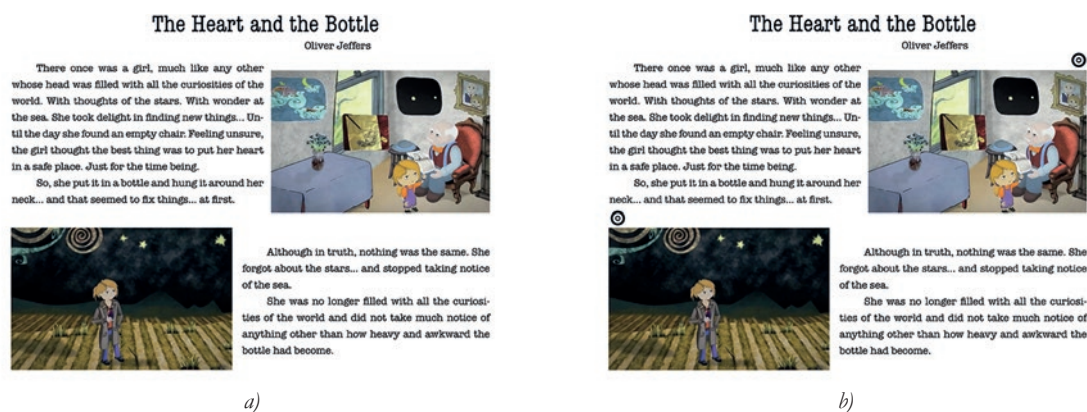 The Heart and the Bottle
Oliver Jeffers
There once was a girl, much like any other
whose head was filled with all the curiosities of the
world. With thoughts of the stars. With wonder at
the sea. She took delight in finding new things... Un-
til the day she found an empty chair. Feeling unsure,
the girl thought the best thing was to put her heart
in a safe place. Just for the time being.
So, she put it in a bottle and hung it around her
neck... and that seemed to fix things... at first.
Although in truth, nothing was the same. She
forgot about the stars... and stopped taking notice
of the sea.
She was no longer filled with all the curiosi-
ties of the world and did not take much notice of
anything other than how heavy and awkward the
bottle had become.
a)
The Heart and the Bottle
Oliver Jeffers
There once was a girl, much like any other
whose head was filled with all the curiosities of the
world. With thoughts of the stars. With wonder at
the sea. She took delight in finding new things... Un-
til the day she found an empty chair. Feeling unsure,
the girl thought the best thing was to put her heart
in a safe place. Just for the time being.
So, she put it in a bottle and hung it around her
neck... and that seemed to fix things... at first.
Although in truth, nothing was the same. She
forgot about the stars... and stopped taking notice
of the sea.
She was no longer filled with all the curiosi-
ties of the world and did not take much notice of
anything other than how heavy and awkward the
bottle had become.
b)